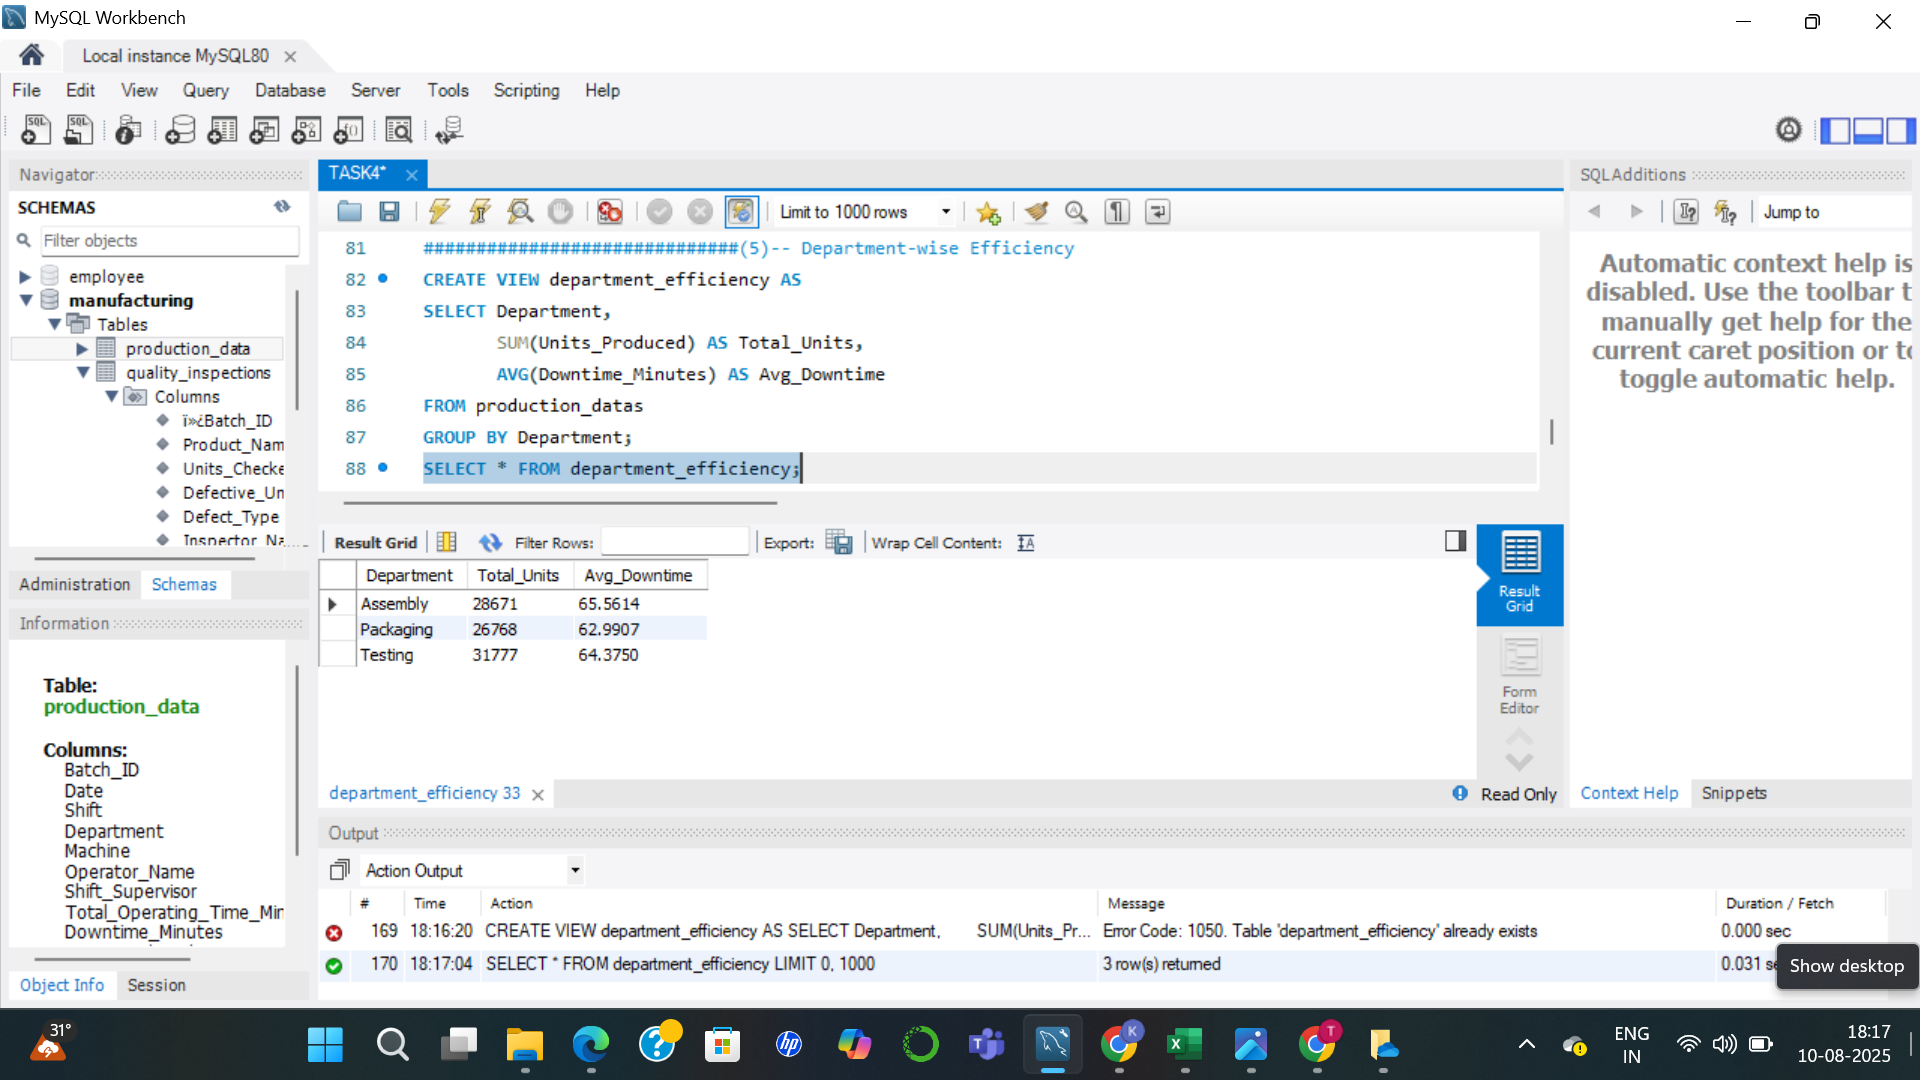 MySQL Workbench
Local instance MySQL80
File Edit View Query Database Server Tools Scripting Help
Navigator
SCHEMAS
Filter objects
employee
manufacturing
Tables
production_data
quality_inspections
Columns
ï»¿Batch_ID
Product_Nam
Units_Checke
Defective_Un
Defect_Type
Inspector_Na...
Administration Schemas
Information
Table:
production_data
Columns:
Batch_ID
Date
Shift
Department
Machine
Operator_Name
Shift_Supervisor
Total_Operating_Time_Min
Downtime_Minutes
Object Info Session
TASK4*
Limit to 1000 rows
81 ##############################(5)-- Department-wise Efficiency
82 CREATE VIEW department_efficiency AS
83 SELECT Department,
84 SUM(Units_Produced) AS Total_Units,
85 AVG(Downtime_Minutes) AS Avg_Downtime
86 FROM production_datas
87 GROUP BY Department;
88 SELECT * FROM department_efficiency;
Result Grid Filter Rows: Export: Wrap Cell Content:
Department Total_Units Avg_Downtime
Assembly 28671 65.5614
Packaging 26768 62.9907
Testing 31777 64.3750
Result
Grid
Form
Editor
department_efficiency 33
Read Only
SQLAdditions
Jump to
Automatic context help is
disabled. Use the toolbar t
manually get help for the
current caret position or to
toggle automatic help.
Context Help Snippets
Output
Action Output
# Time Action Message Duration / Fetch
169 18:16:20 CREATE VIEW department_efficiency AS SELECT Department, SUM(Units_Pr... Error Code: 1050. Table 'department_efficiency' already exists 0.000 sec
170 18:17:04 SELECT * FROM department_efficiency LIMIT 0, 1000 3 row(s) returned 0.031 se
Show desktop
31°
ENG
IN
18:17
10-08-2025